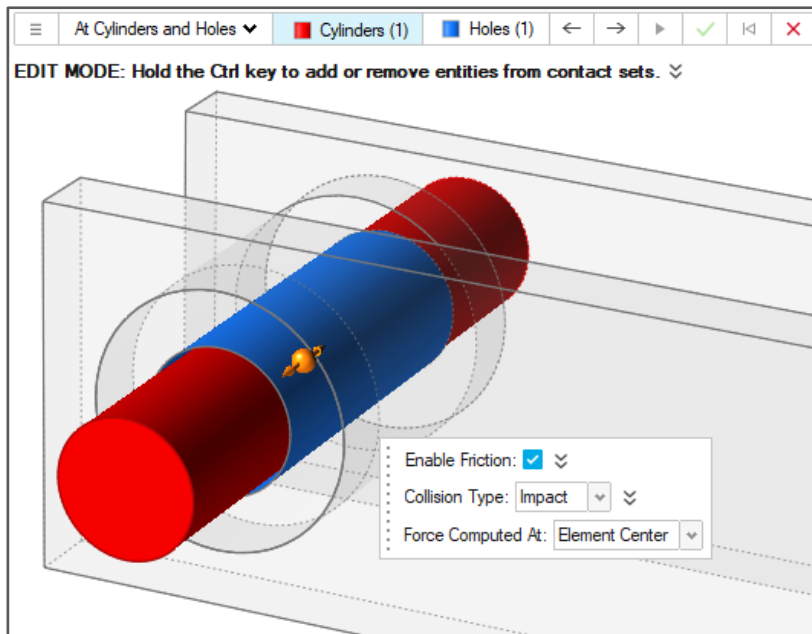 At Cylinders and Holes Cylinders (1) Holes (1)
EDIT MODE: Hold the Ctrl key to add or remove entities from contact sets.
Enable Friction:
Collision Type: Impact
Force Computed At: Element Center